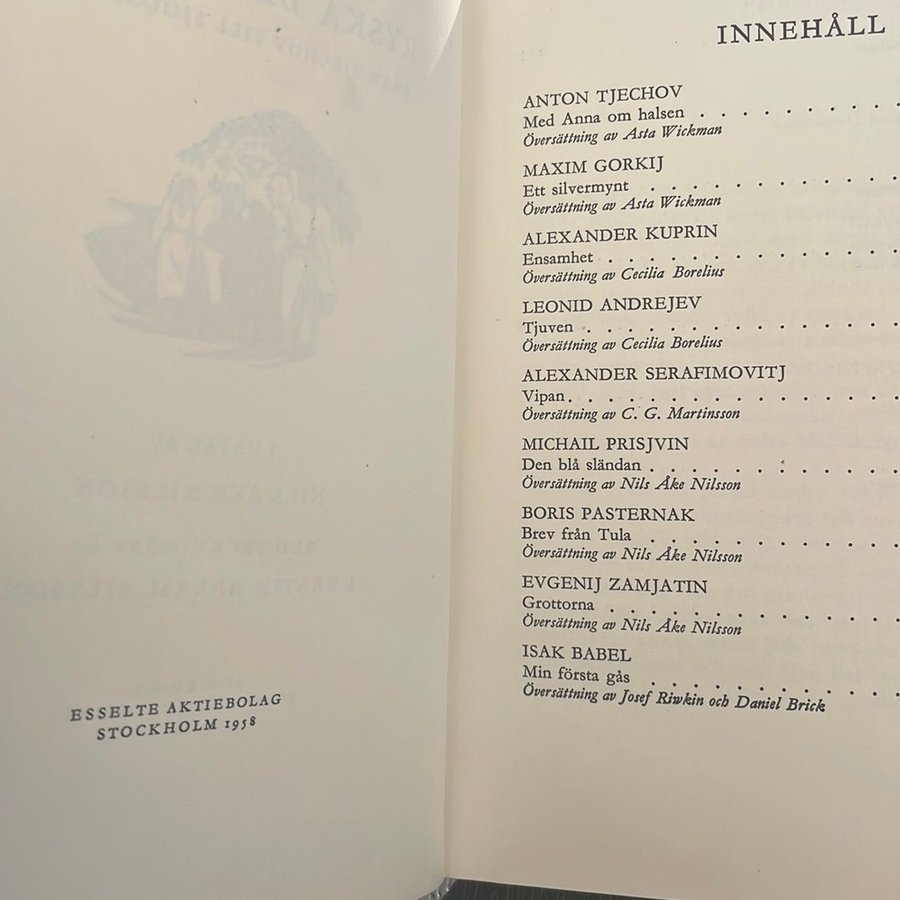 ESSELTE AKTIEBOLAG
STOCKHOLM 1958
INNEHÅLL
ANTON TJECHOV
Med Anna om halsen . . . . . . . .
Översättning av Asta Wickman
MAXIM GORKIJ
Ett silvermynt . . . . . . . . . .
Översättning av Asta Wickman
ALEXANDER KUPRIN
Ensamhet . . . . . . . . . . .
Översättning av Cecilia Borelius
LEONID ANDREJEV
Tjuven . . . . . . . . . . . .
Översättning av Cecilia Borelius
ALEXANDER SERAFIMOVITJ
Vipan . . . . . . . . . . . . .
Översättning av C. G. Martinsson
MICHAIL PRISJVIN
Den blå sländan . . . . . . . . . .
Översättning av Nils Åke Nilsson
BORIS PASTERNAK
Brev från Tula . . . . . . . . . .
Översättning av Nils Åke Nilsson
EVGENIJ ZAMJATIN
Grottorna . . . . . . . . . . .
Översättning av Nils Åke Nilsson
ISAK BABEL
Min första gås . . . . . . . . . .
Översättning av Josef Riwkin och Daniel Brick